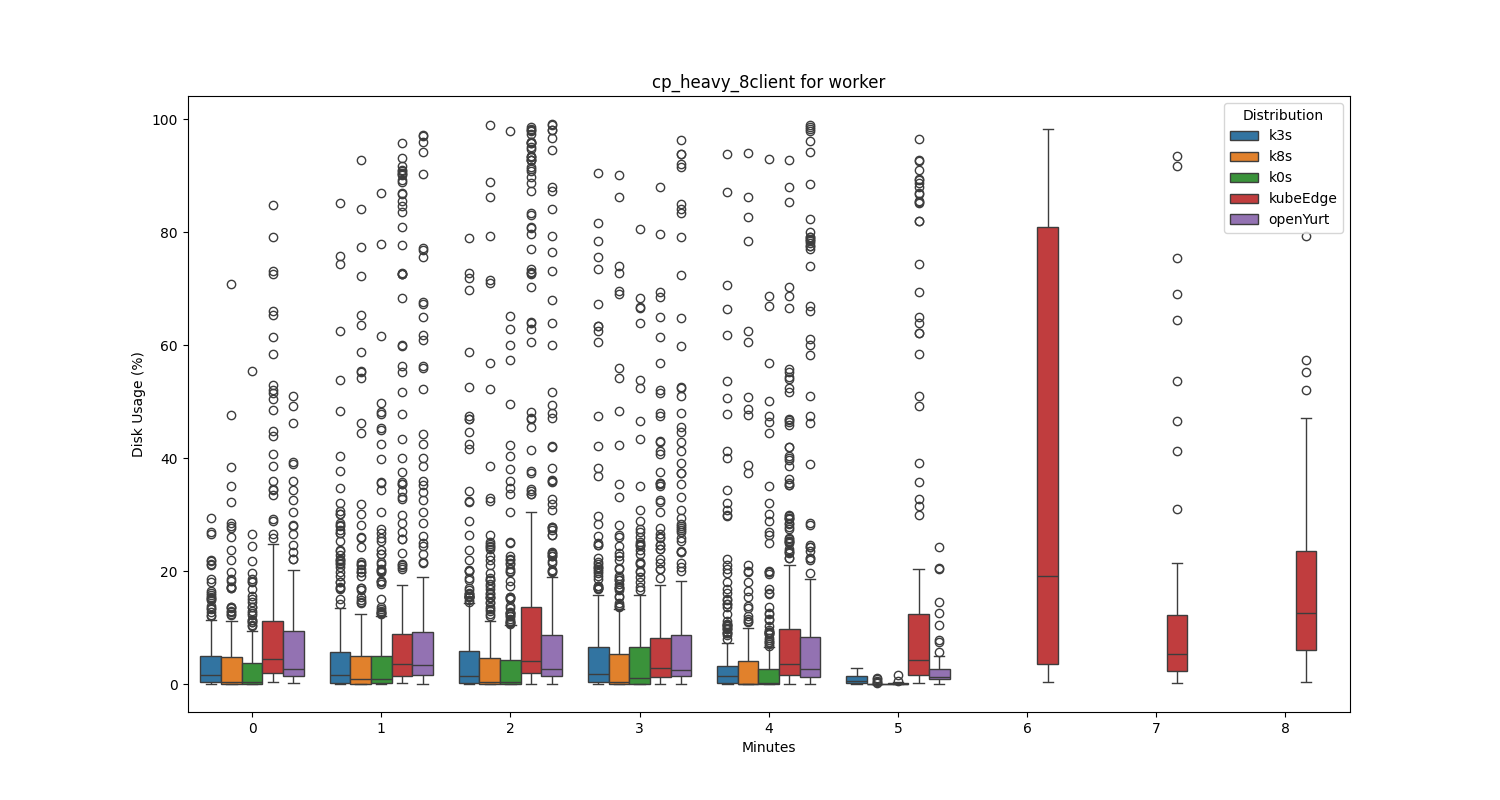 cp_heavy_8client for worker
Distribution
k3s
k8s
k0s
kubeEdge
openYurt
Disk Usage (%)
100
80
60
40
20
0
0 1 2 3 4 5 6 7 8
Minutes